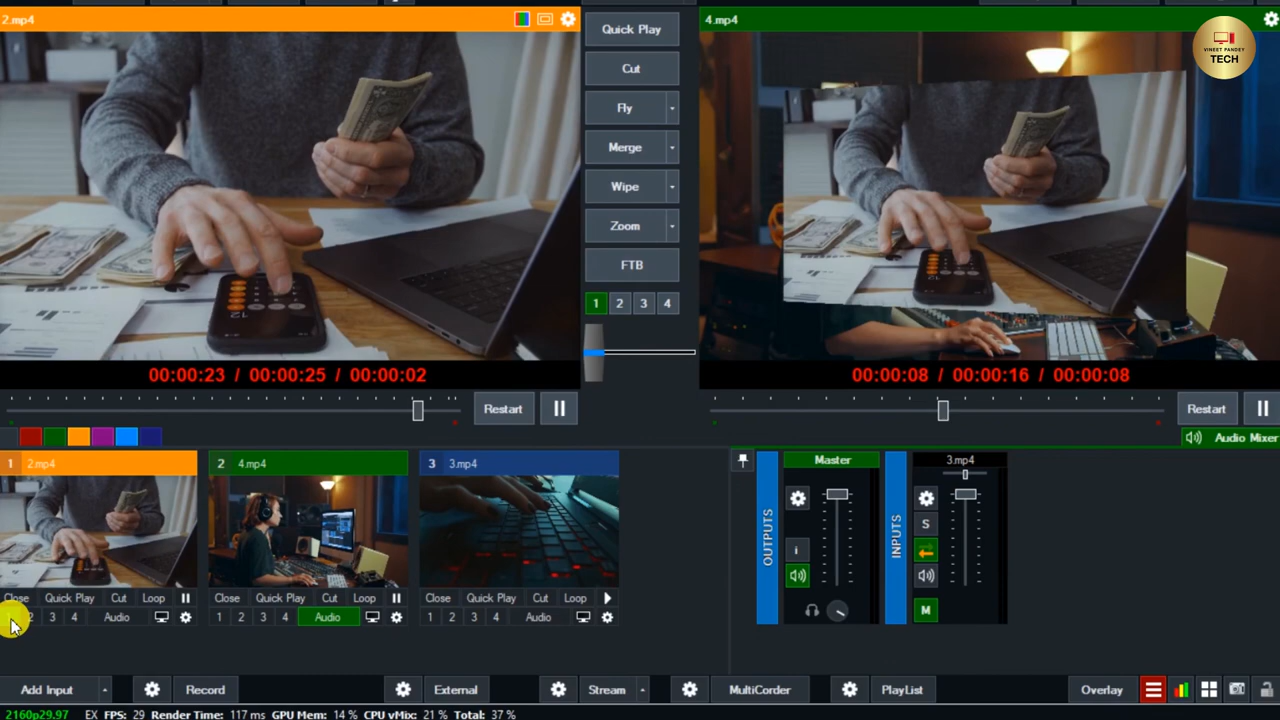 2.mp4
Quick Play
4.mp4
VINEET PANDEY
TECH
Cut
Fly
Merge
Wipe
Zoom
FTB
1 2 3 4
00:00:23 / 00:00:25 / 00:00:02
00:00:08 / 00:00:16 / 00:00:08
Restart
Restart
Audio Mixer
1 2.mp4
2 4.mp4
3 3.mp4
Master
3.mp4
OUTPUTS
INPUTS
S
i
M
Close Quick Play Cut Loop
Close Quick Play Cut Loop
Close Quick Play Cut Loop
2 3 4 Audio
1 2 3 4 Audio
1 2 3 4 Audio
Add Input
Record
External
Stream
MultiCorder
PlayList
Overlay
2160p29.97 EX FPS: 29 Render Time: 117 ms GPU Mem: 14 % CPU vMix: 21 % Total: 37 %